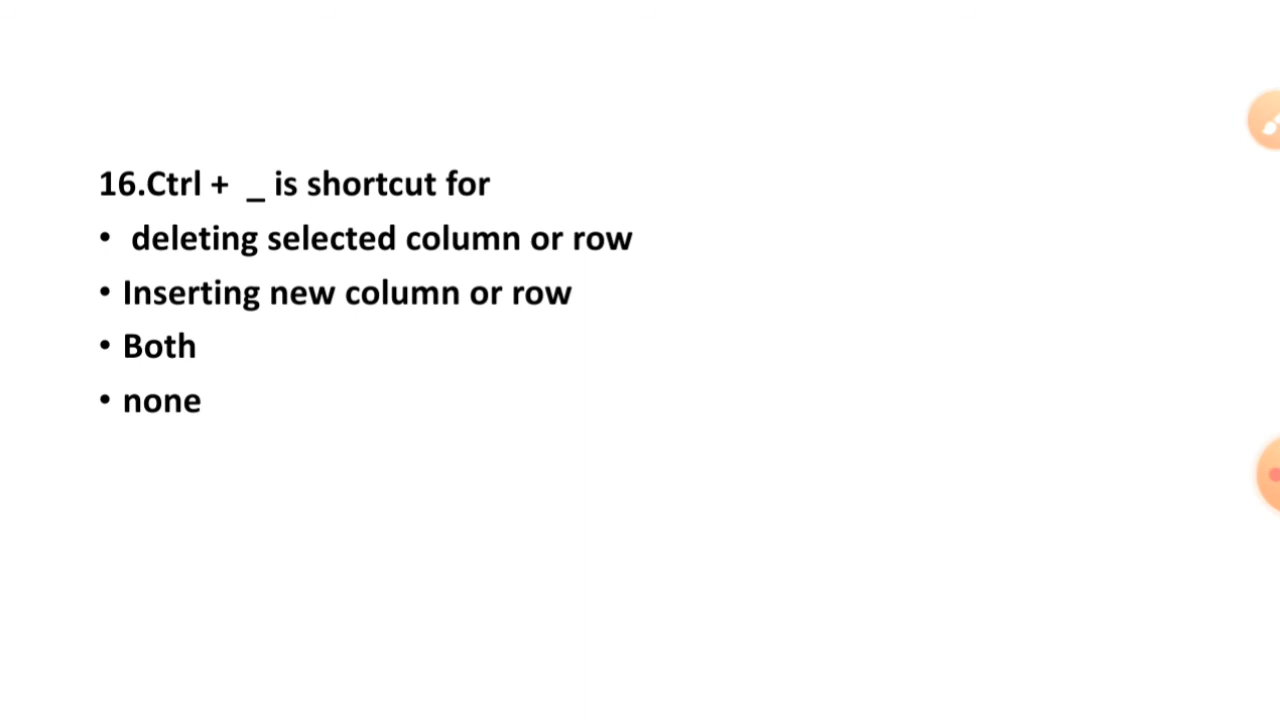 16.Ctrl +  _ is shortcut for
•  deleting selected column or row
• Inserting new column or row
• Both
• none